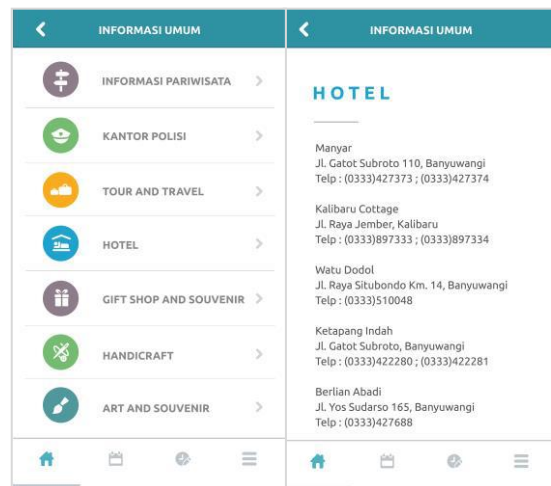 INFORMASI UMUM
INFORMASI PARIWISATA
KANTOR POLISI
TOUR AND TRAVEL
HOTEL
GIFT SHOP AND SOUVENIR
HANDICRAFT
ART AND SOUVENIR
INFORMASI UMUM
HOTEL
Manyar
Jl. Gatot Subroto 110, Banyuwangi
Telp : (0333)427373 ; (0333)427374
Kalibaru Cottage
Jl. Raya Jember, Kalibaru
Telp : (0333)897333 ; (0333)897334
Watu Dodol
Jl. Raya Situbondo Km. 14, Banyuwangi
Telp : (0333)510048
Ketapang Indah
Jl. Gatot Subroto, Banyuwangi
Telp : (0333)422280 ; (0333)422281
Berlian Abadi
Jl. Yos Sudarso 165, Banyuwangi
Telp : (0333)427688